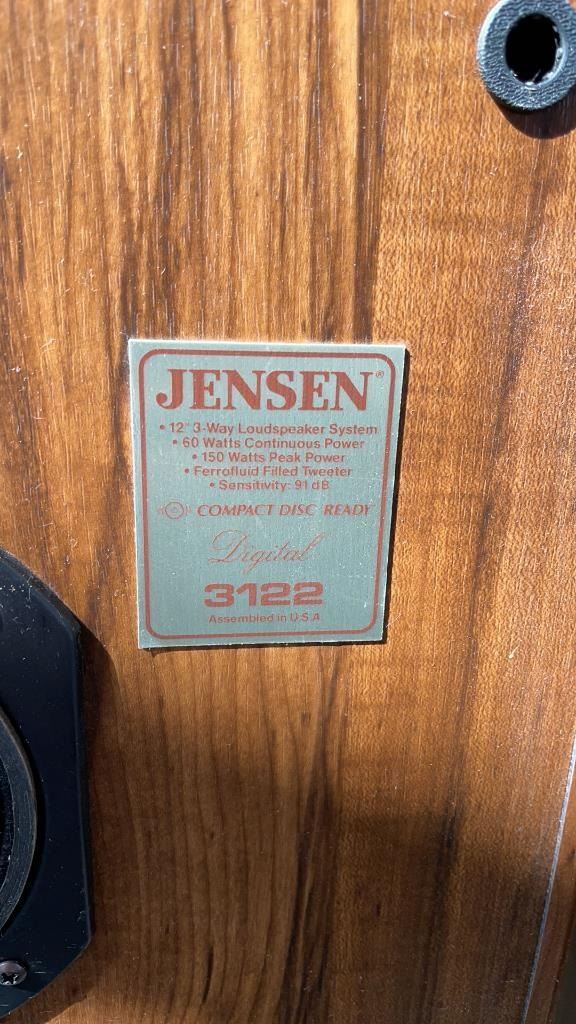 JENSEN®
• 12" 3-Way Loudspeaker System
• 60 Watts Continuous Power
• 150 Watts Peak Power
• Ferrofluid Filled Tweeter
• Sensitivity: 91 dB
COMPACT DISC READY
Digital
3122
Assembled in U.S.A.